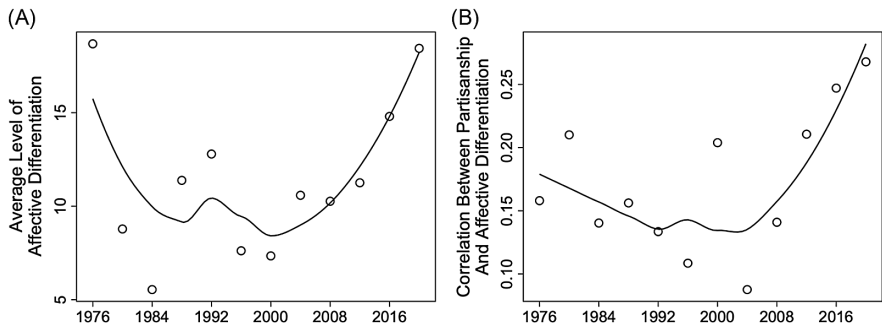 (A)
Average Level of
Affective Differentiation
15
10
5
1976 1984 1992 2000 2008 2016
(B)
Correlation Between Partisanship
And Affective Differentiation
0.25
0.20
0.15
0.10
1976 1984 1992 2000 2008 2016